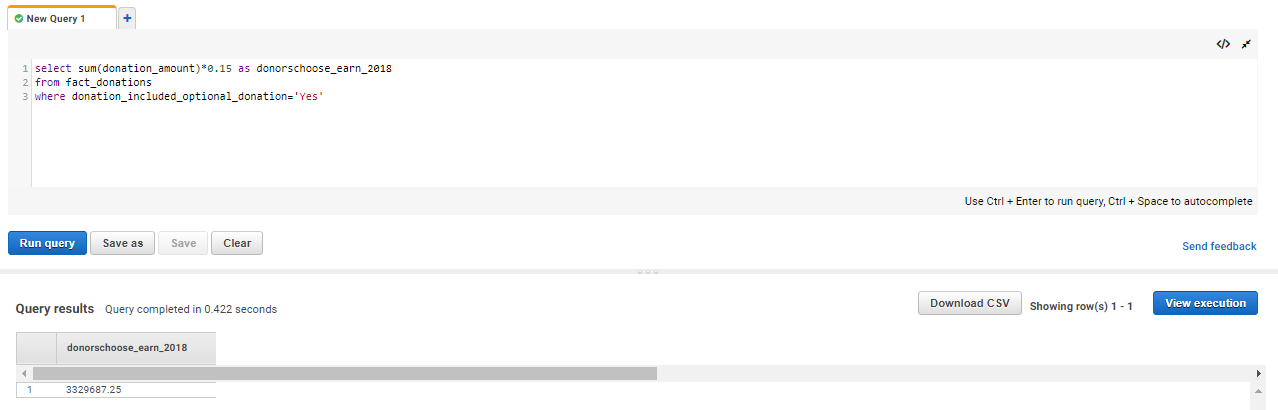 New Query 1
+
</>
1 select sum(donation_amount)*0.15 as donorschoose_earn_2018
2 from fact_donations
3 where donation_included_optional_donation='Yes'
Use Ctrl + Enter to run query, Ctrl + Space to autocomplete
Run query Save as Save Clear
Send feedback
Query results Query completed in 0.422 seconds
Download CSV Showing row(s) 1 - 1 View execution
donorschoose_earn_2018
1 3329687.25